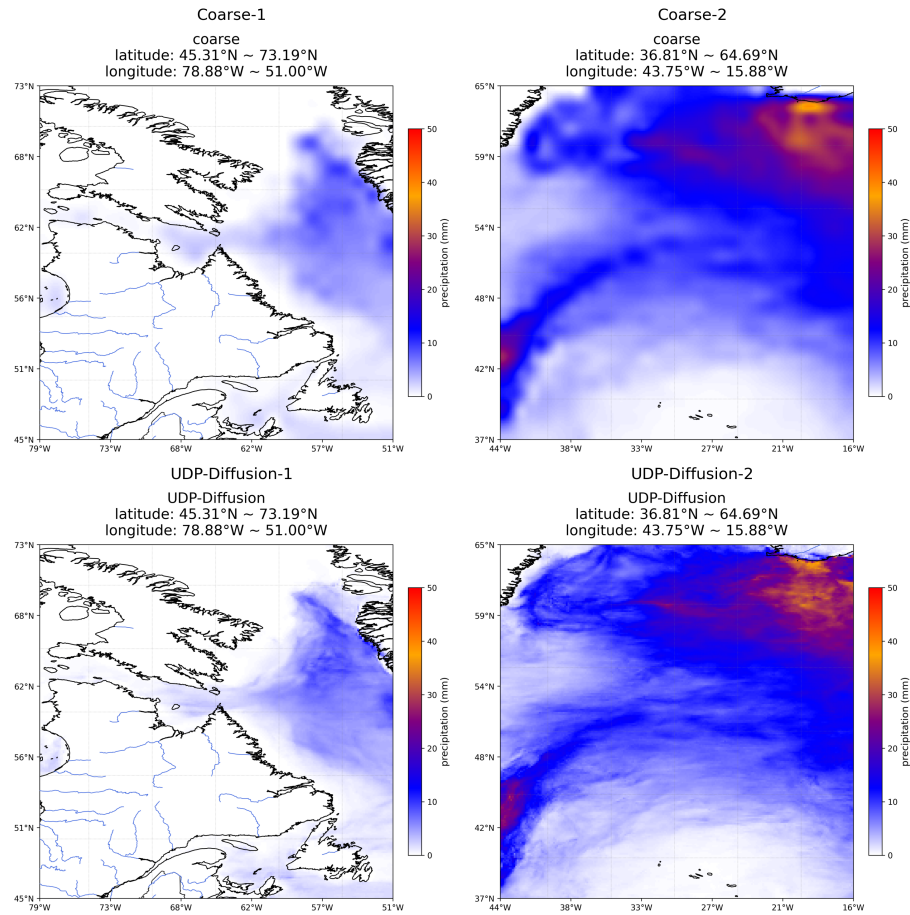 Coarse-1
coarse
latitude: 45.31°N ~ 73.19°N
longitude: 78.88°W ~ 51.00°W
73°N
68°N
62°N
56°N
51°N
45°N
79°W
73°W
68°W
62°W
57°W
51°W
50
40
30
20
10
0
precipitation (mm)
Coarse-2
coarse
latitude: 36.81°N ~ 64.69°N
longitude: 43.75°W ~ 15.88°W
65°N
59°N
54°N
48°N
42°N
37°N
44°W
38°W
33°W
27°W
21°W
16°W
50
40
30
20
10
0
precipitation (mm)
UDP-Diffusion-1
UDP-Diffusion
latitude: 45.31°N ~ 73.19°N
longitude: 78.88°W ~ 51.00°W
73°N
68°N
62°N
56°N
51°N
45°N
79°W
73°W
68°W
62°W
57°W
51°W
50
40
30
20
10
0
precipitation (mm)
UDP-Diffusion-2
UDP-Diffusion
latitude: 36.81°N ~ 64.69°N
longitude: 43.75°W ~ 15.88°W
65°N
59°N
54°N
48°N
42°N
37°N
44°W
38°W
33°W
27°W
21°W
16°W
50
40
30
20
10
0
precipitation (mm)